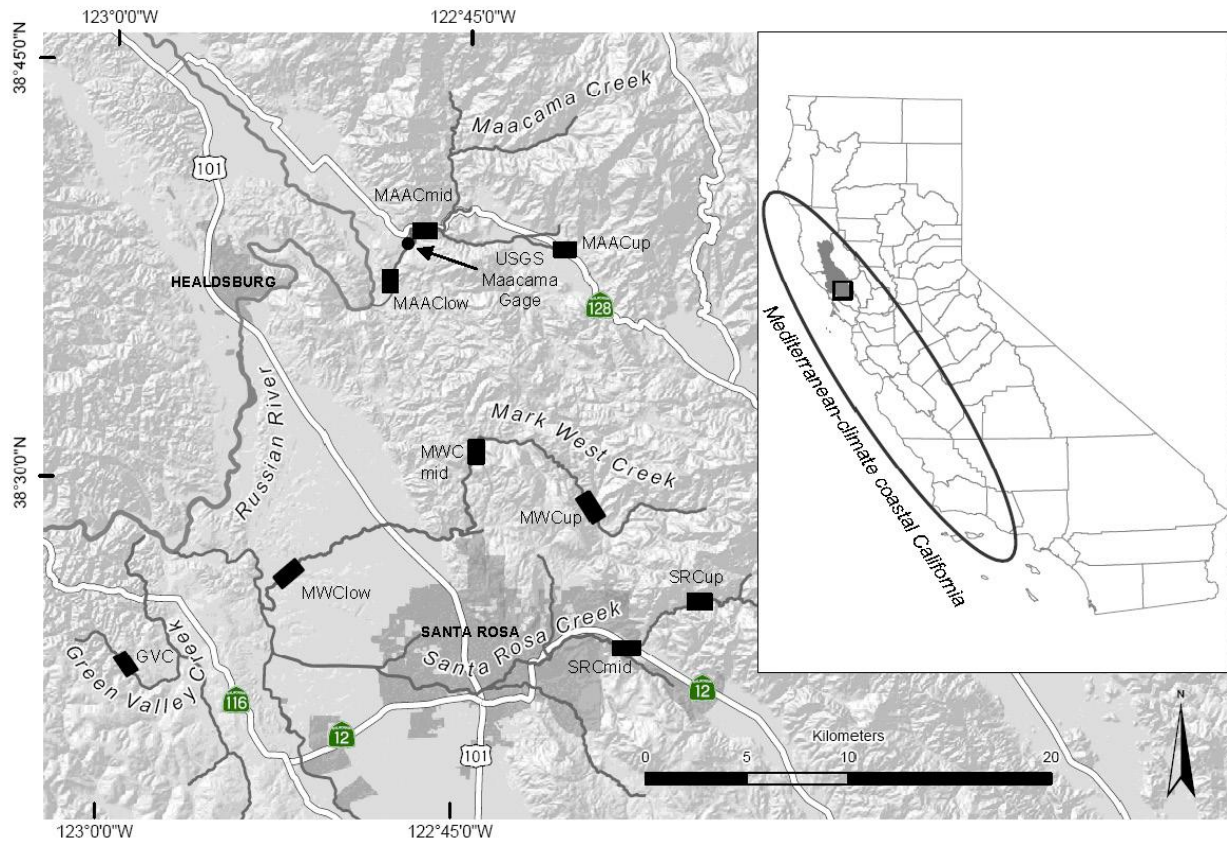 123°0'0"W
122°45'0"W
38°45'0"N
Maacama Creek
101
MAACmid
MAACup
USGS
Maacama
Gage
HEALDSBURG
MAAClow
128
Mediterranean-climate coastal California
Russian River
Mark West Creek
MWC
mid
38°30'0"N
MWCup
MWClow
SRCup
SANTA ROSA
Santa Rosa Creek
GVC
SRCmid
Green Valley Creek
116
12
12
N
101
Kilometers
0
5
10
20
123°0'0"W
122°45'0"W